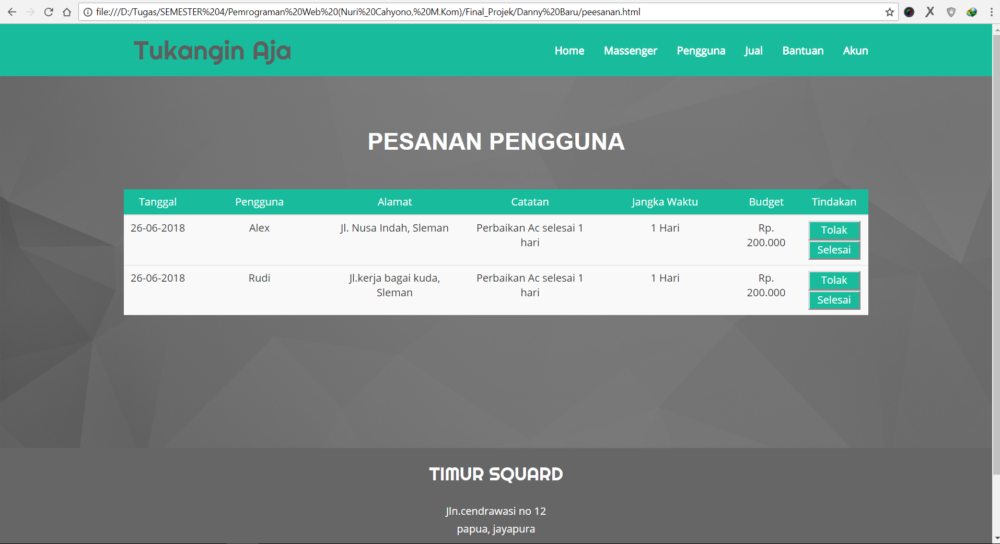 file:///D:/Tugas/SEMESTER%204/Pemrograman%20Web%20(Nuri%20Cahyono,%20M.Kom)/Final_Projek/Danny%20Baru/peesanan.html
Tukangin Aja
Home Massenger Pengguna Jual Bantuan Akun
PESANAN PENGGUNA
Tanggal Pengguna Alamat Catatan Jangka Waktu Budget Tindakan
26-06-2018 Alex Jl. Nusa Indah, Sleman Perbaikan Ac selesai 1 1 Hari Rp. Tolak
hari 200.000 Selesai
26-06-2018 Rudi Jl.kerja bagai kuda, Perbaikan Ac selesai 1 1 Hari Rp. Tolak
Sleman hari 200.000 Selesai
TIMUR SQUARD
Jln.cendrawasi no 12
papua, jayapura